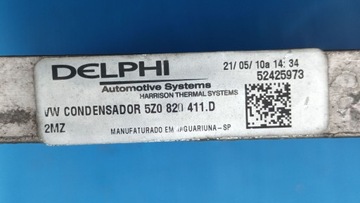 DELPHI
21/05/10a 14:34
52425973
Automotive Systems
HARRISON THERMAL SYSTEMS
VW CONDENSADOR 5Z0 820 411.D
2MZ
MANUFATURADO EM JAGUARIUNA-SP